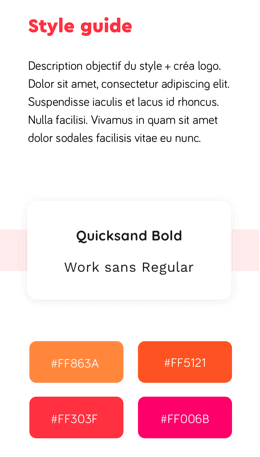 Style guide
Description objectif du style + créa logo.
Dolor sit amet, consectetur adipiscing elit.
Suspendisse iaculis et lacus id rhoncus.
Nulla facilisi. Vivamus in quam sit amet
dolor sodales facilisis vitae eu nunc.
Quicksand Bold
Work sans Regular
#FF863A
#FF5121
#FF303F
#FF006B